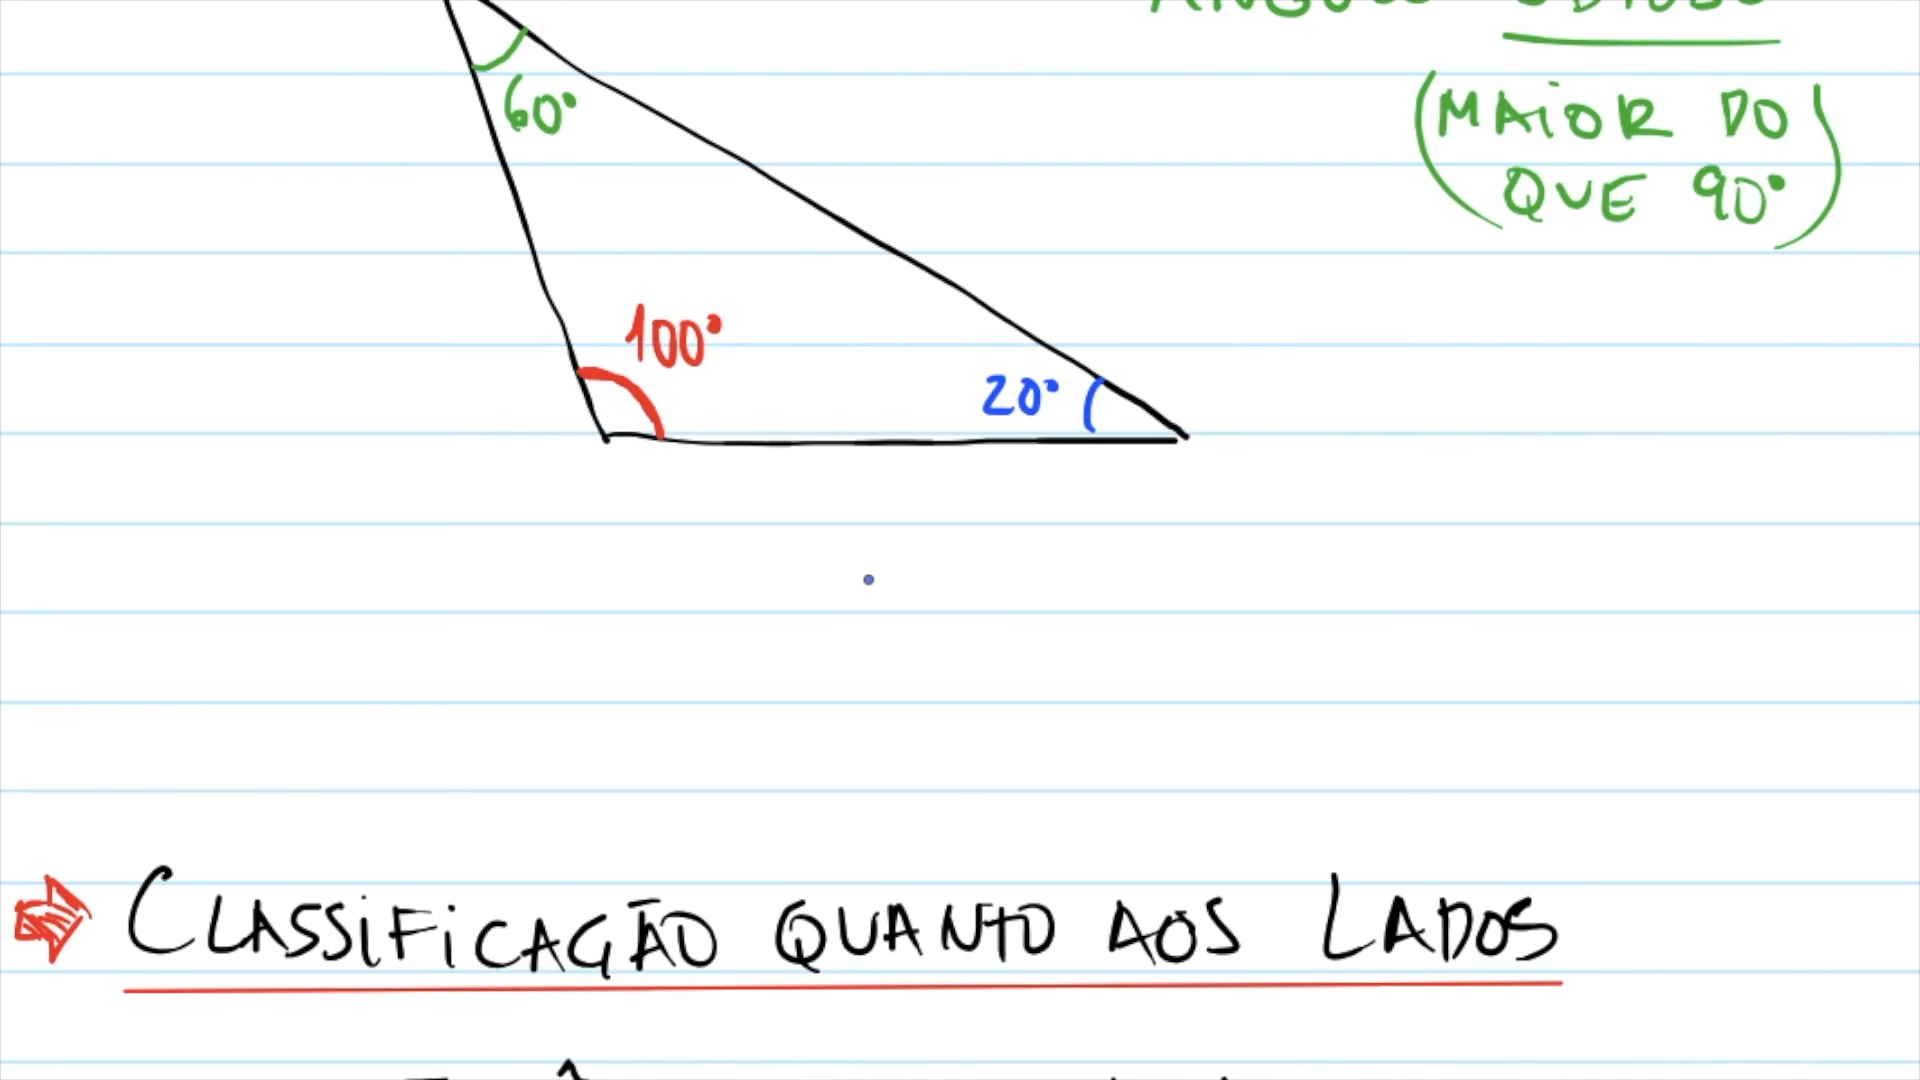 60°
(MAIOR DO
QUE 90°)
100°
20°
CLASSIFICAÇÃO QUANTO AOS LADOS